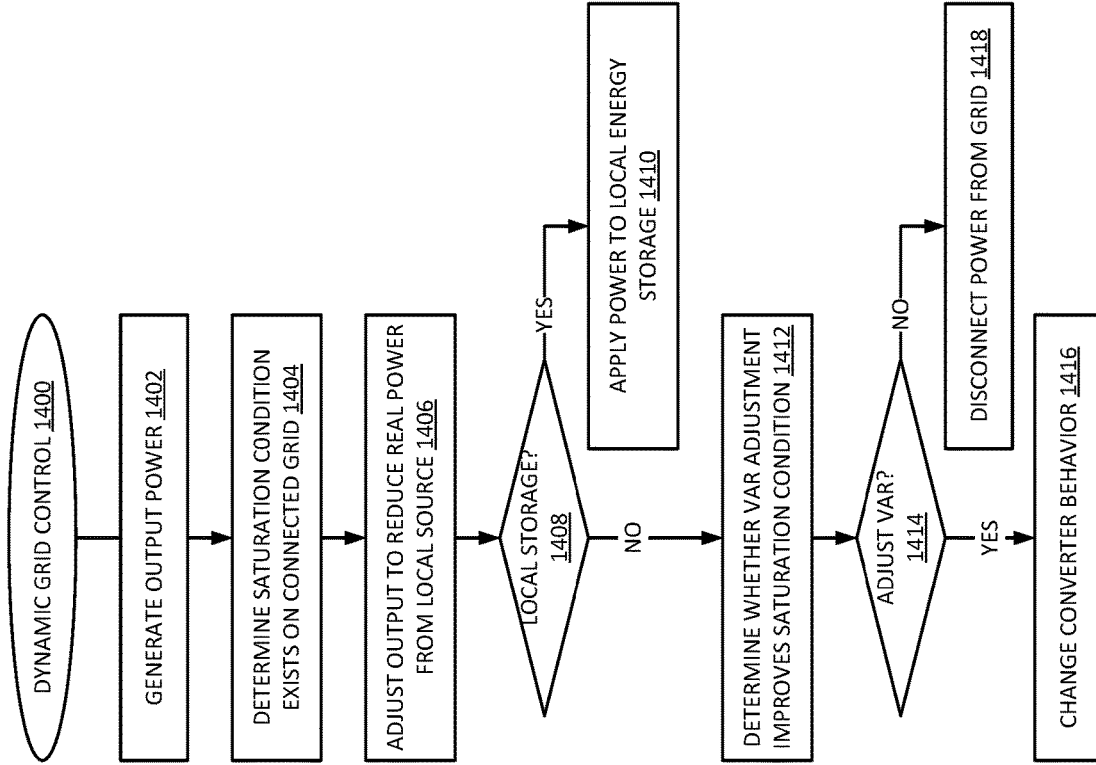 DYNAMIC GRID CONTROL 1400
GENERATE OUTPUT POWER 1402
DETERMINE SATURATION CONDITION
EXISTS ON CONNECTED GRID 1404
ADJUST OUTPUT TO REDUCE REAL POWER
FROM LOCAL SOURCE 1406
LOCAL STORAGE?
1408
YES
APPLY POWER TO LOCAL ENERGY
STORAGE 1410
NO
DETERMINE WHETHER VAR ADJUSTMENT
IMPROVES SATURATION CONDITION 1412
ADJUST VAR?
1414
NO
DISCONNECT POWER FROM GRID 1418
YES
CHANGE CONVERTER BEHAVIOR 1416